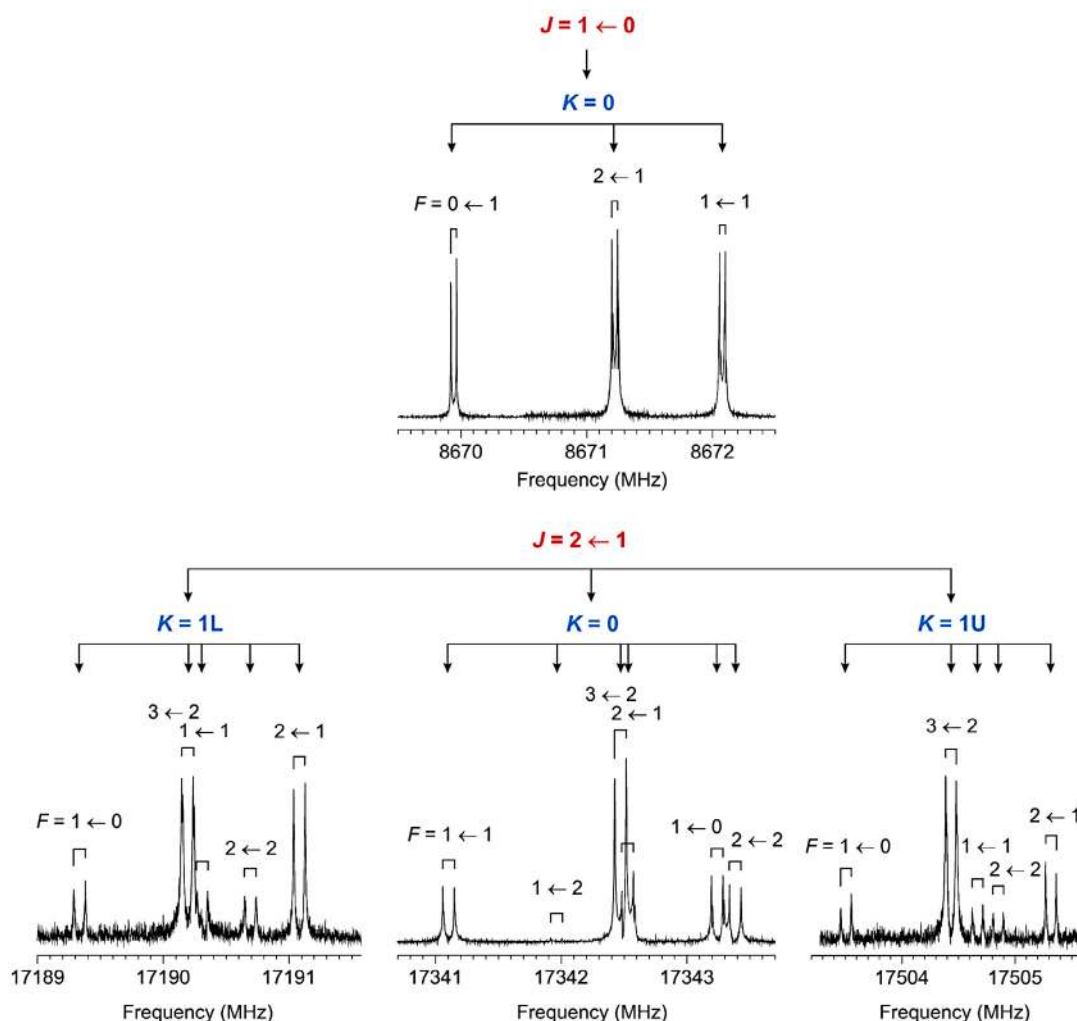 J = 1 ← 0
K = 0
F = 0 ← 1
2 ← 1
1 ← 1
8670
8671
8672
Frequency (MHz)
J = 2 ← 1
K = 1L
K = 0
K = 1U
3 ← 2
1 ← 1
2 ← 1
F = 1 ← 0
2 ← 2
17189
17190
17191
Frequency (MHz)
3 ← 2
2 ← 1
F = 1 ← 1
1 ← 2
1 ← 0
2 ← 2
17341
17342
17343
Frequency (MHz)
3 ← 2
2 ← 1
F = 1 ← 0
1 ← 1
2 ← 2
17504
17505
Frequency (MHz)